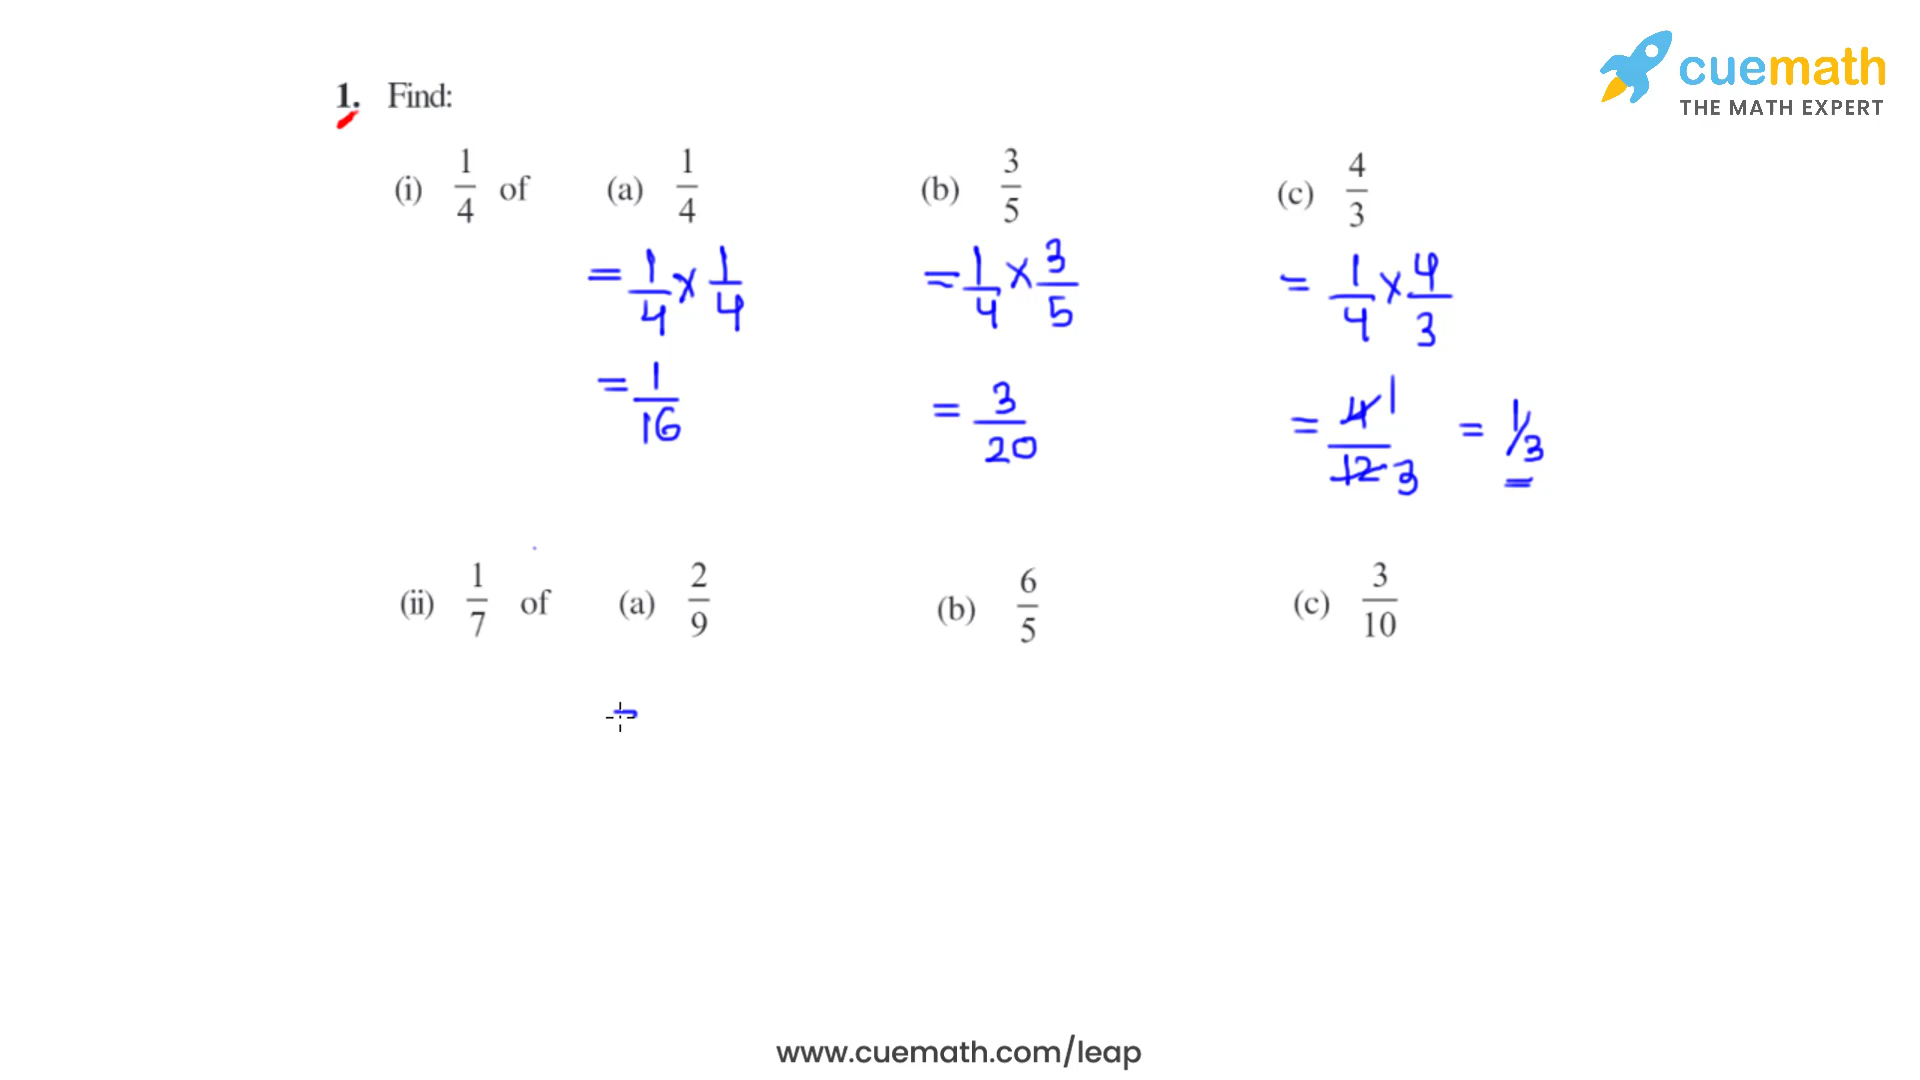 cuemath
THE MATH EXPERT
1. Find:
(i) 1/4 of (a) 1/4 (b) 3/5 (c) 4/3
= 1/4 × 1/4 = 1/4 × 3/5 = 1/4 × 4/3
= 1/16 = 3/20 = 4 1/12 3 = 1/3
(ii) 1/7 of (a) 2/9 (b) 6/5 (c) 3/10
www.cuemath.com/leap